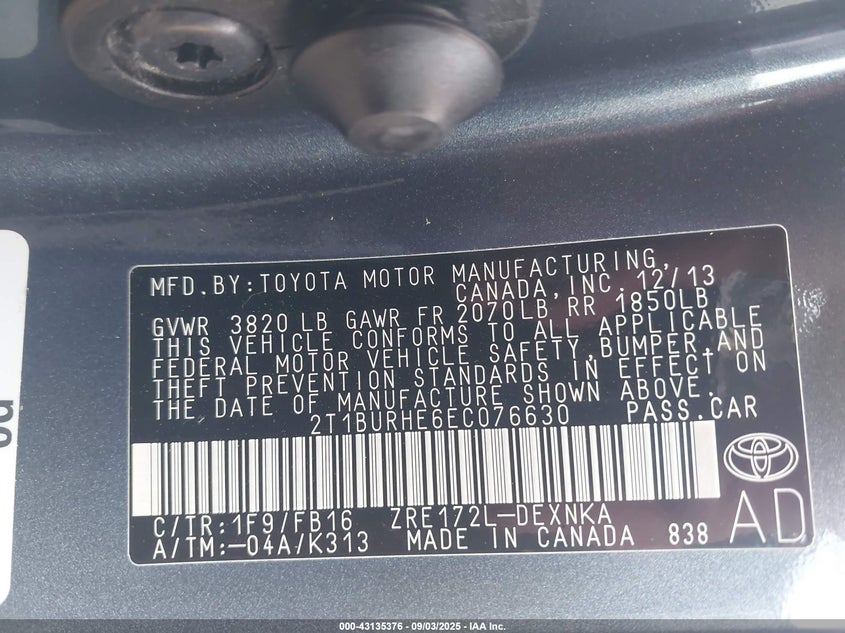 MFD.BY:TOYOTA MOTOR MANUFACTURING,
CANADA, INC. 12/13
GVWR 3820 LB GAWR FR 2070LB RR 1850LB
THIS VEHICLE CONFORMS TO ALL APPLICABLE
FEDERAL MOTOR VEHICLE SAFETY,BUMPER,AND
THEFT PREVENTION STANDARDS IN EFFECT ON
THE DATE OF MANUFACTURE SHOWN ABOVE.
2T1BURHE6EC076630 PASS.CAR
C/TR:1F9/FB16 ZRE172L-DEXNKA
A/TM:-04A/K313 MADE IN CANADA 838
AD
000-43135376 - 09/03/2025 - IAA Inc.